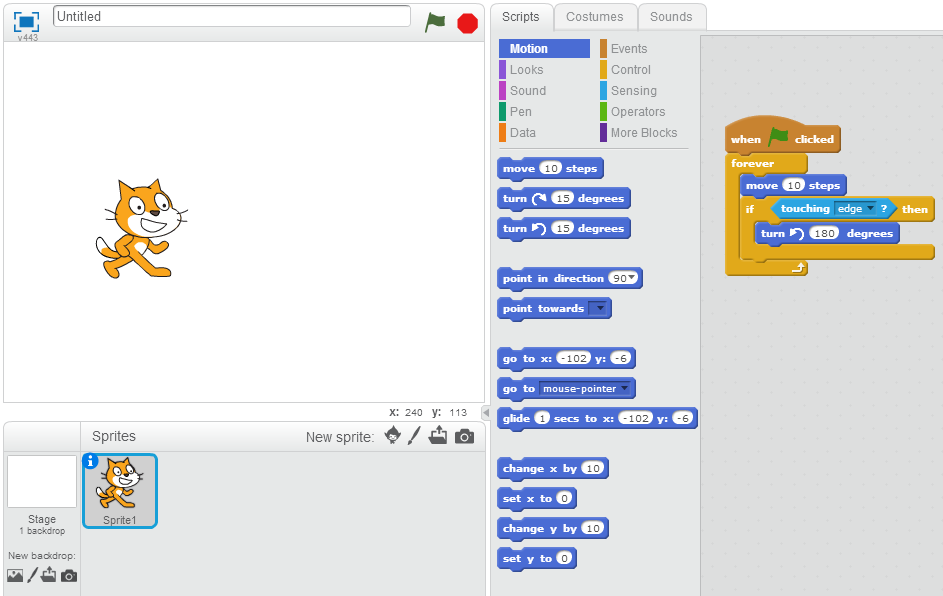 Untitled
v443
x: 240 y: 113
Sprites
New sprite:
Stage
1 backdrop
New backdrop:
Sprite1
Scripts
Costumes
Sounds
Motion
Events
Looks
Control
Sound
Sensing
Pen
Operators
Data
More Blocks
move 10 steps
turn 15 degrees
turn 15 degrees
point in direction 90
point towards
go to x: -102 y: -6
go to mouse-pointer
glide 1 secs to x: -102 y: -6
change x by 10
set x to 0
change y by 10
set y to 0
when clicked
forever
move 10 steps
if touching edge ? then
turn 180 degrees